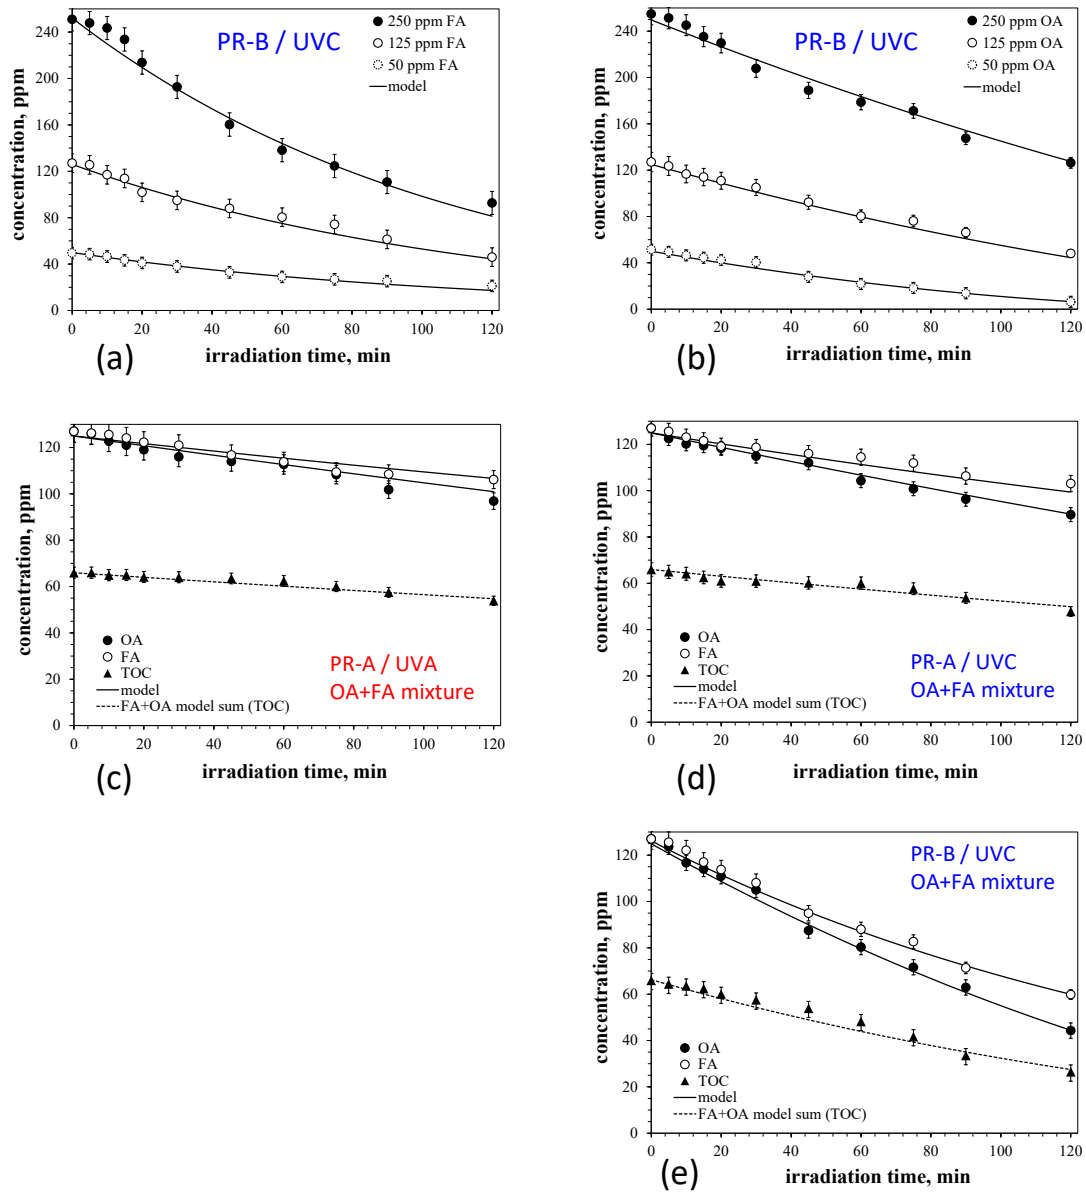 PR-B / UVC
250 ppm FA
125 ppm FA
50 ppm FA
model
concentration, ppm
240
200
160
120
80
40
0
0 20 40 60 80 100 120
irradiation time, min
(a)
PR-B / UVC
250 ppm OA
125 ppm OA
50 ppm OA
model
concentration, ppm
240
200
160
120
80
40
0
0 20 40 60 80 100 120
irradiation time, min
(b)
concentration, ppm
120
100
80
60
40
20
0
OA
FA
TOC
model
FA+OA model sum (TOC)
PR-A / UVA
OA+FA mixture
0 20 40 60 80 100 120
irradiation time, min
(c)
concentration, ppm
120
100
80
60
40
20
0
OA
FA
TOC
model
FA+OA model sum (TOC)
PR-A / UVC
OA+FA mixture
0 20 40 60 80 100 120
irradiation time, min
(d)
PR-B / UVC
OA+FA mixture
concentration, ppm
120
100
80
60
40
20
0
OA
FA
TOC
model
FA+OA model sum (TOC)
0 20 40 60 80 100 120
irradiation time, min
(e)